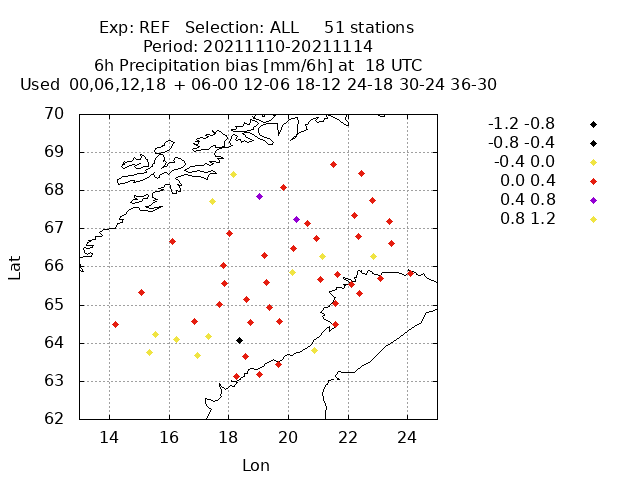 Exp: REF   Selection: ALL     51 stations
Period: 20211110-20211114
6h Precipitation bias [mm/6h] at  18 UTC
Used  00,06,12,18  + 06-00 12-06 18-12 24-18 30-24 36-30
-1.2 -0.8
-0.8 -0.4
-0.4 0.0
0.0 0.4
0.4 0.8
0.8 1.2
70
69
68
67
66
65
64
63
62
Lat
14 16 18 20 22 24
Lon